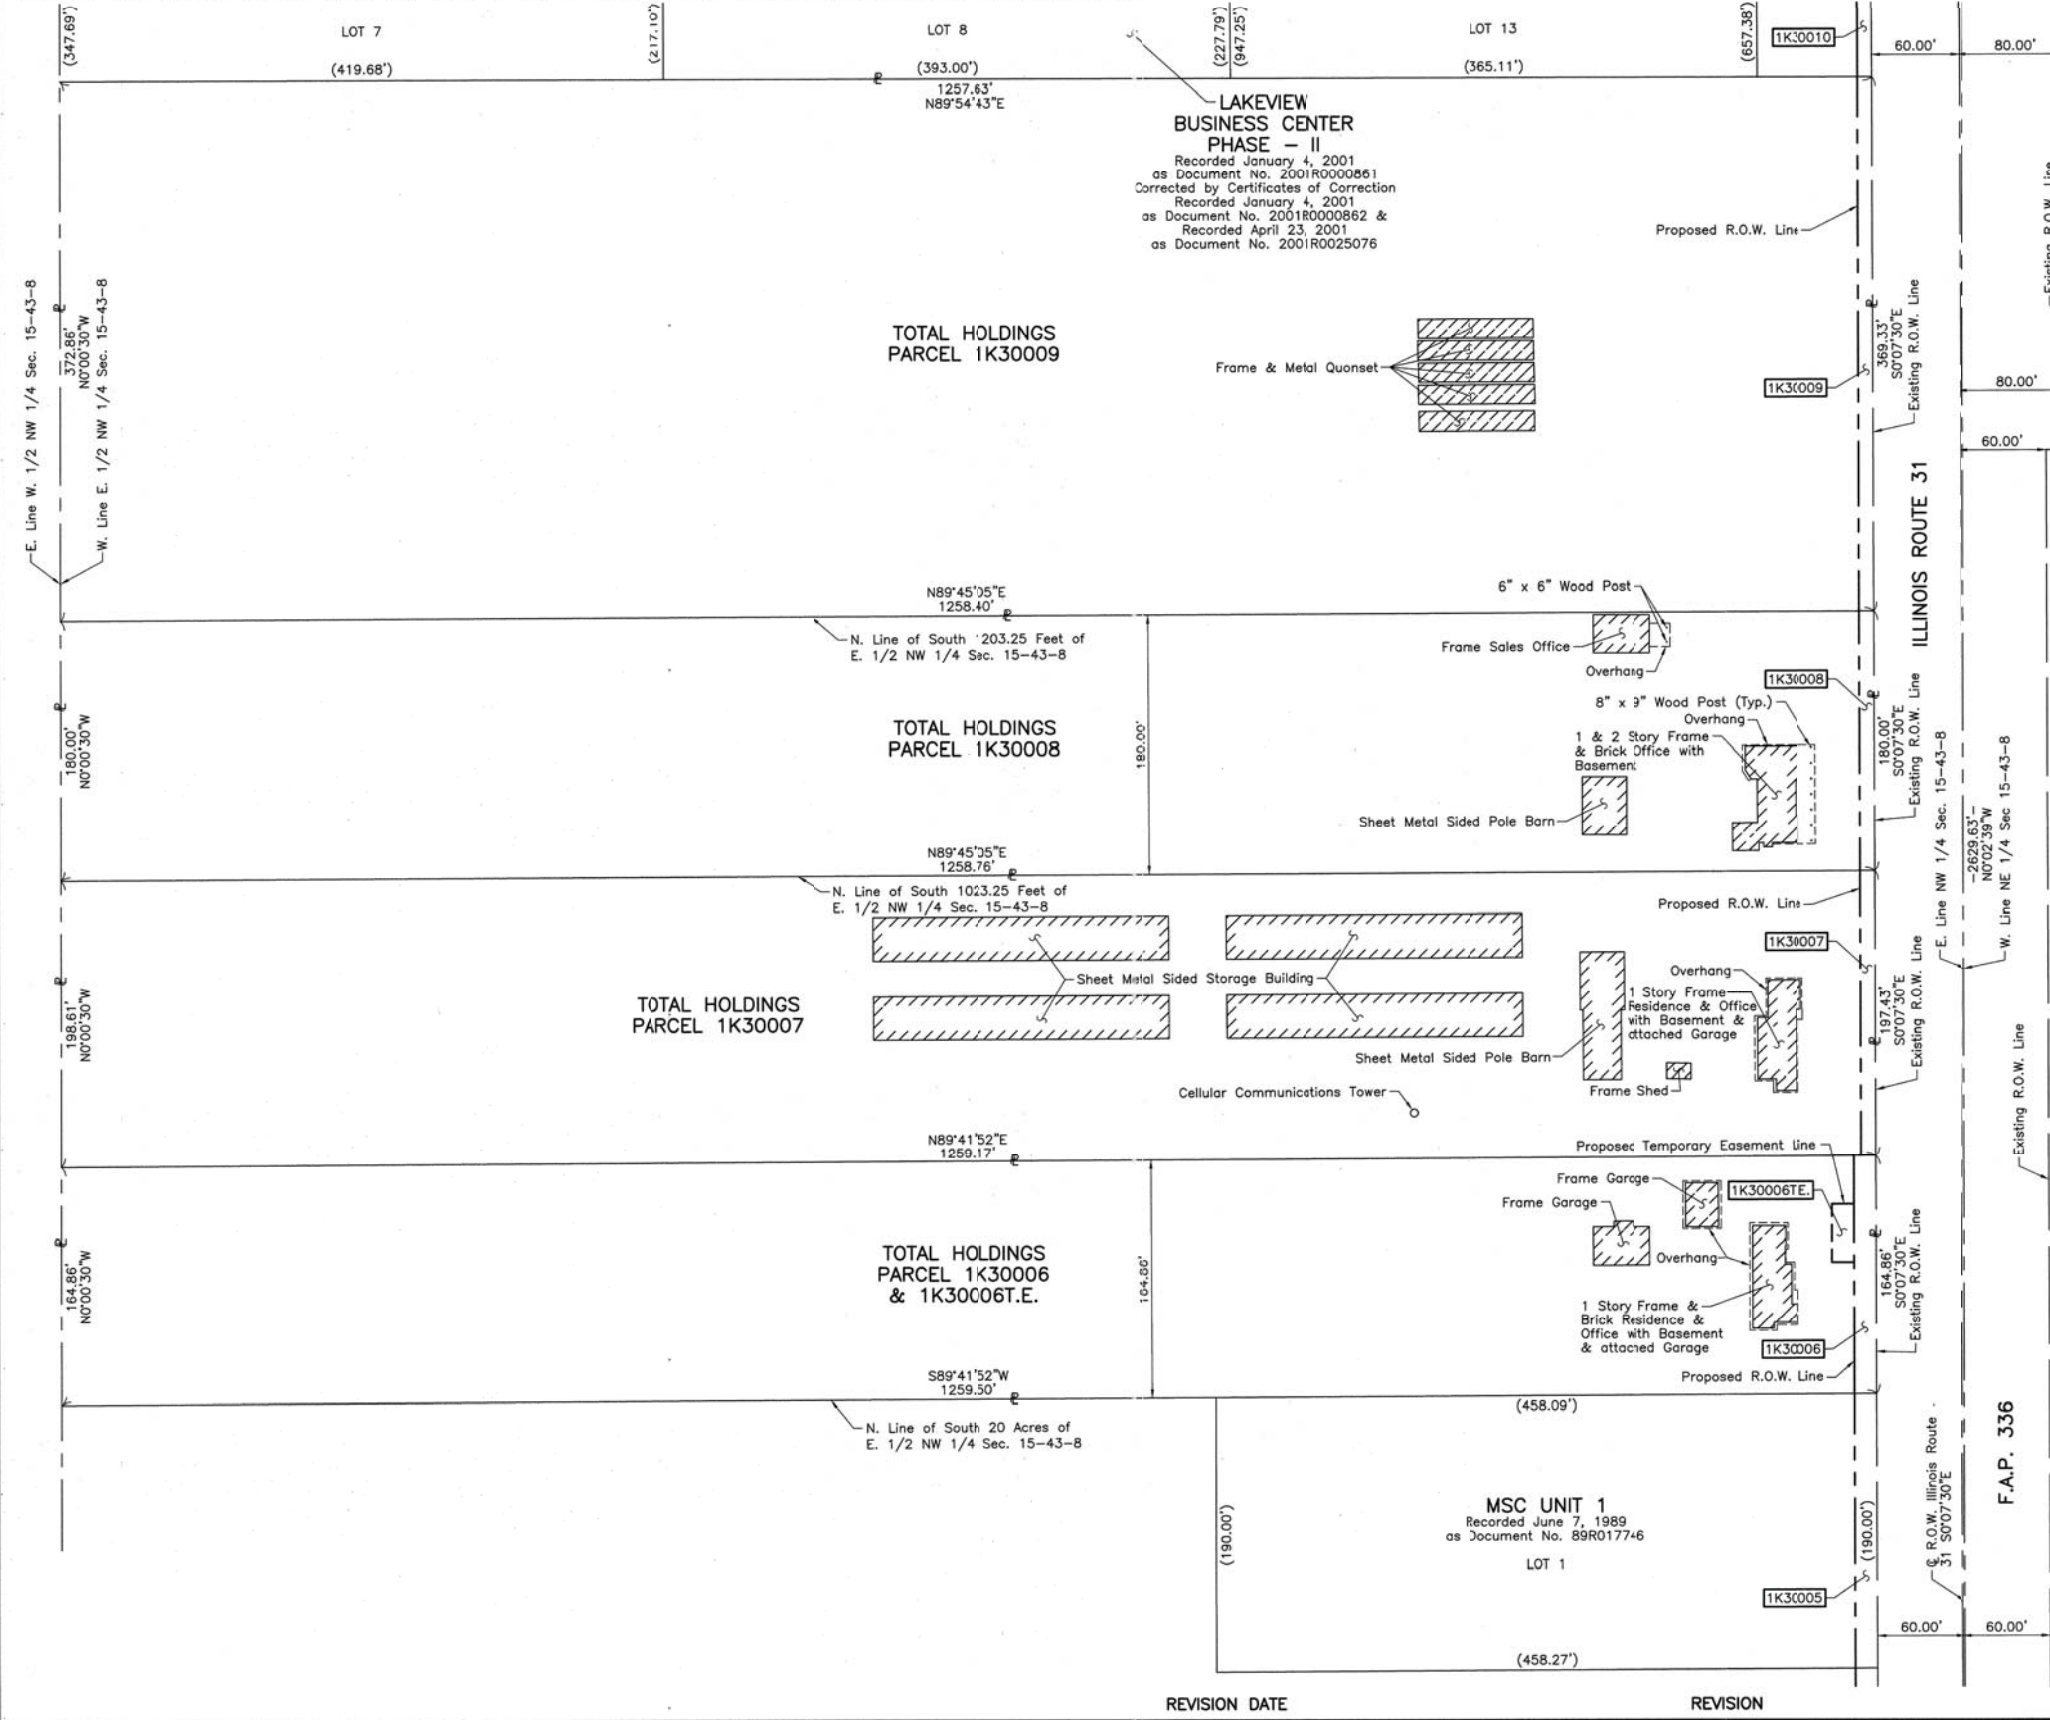 (347.69')
LOT 7
(419.68')
(217.10')
LOT 8
(393.00')
(227.79')
(947.25')
LOT 13
(365.11')
(657.38')
1K30010
60.00'
80.00'
1257.63'
N89°54'43"E
LAKEVIEW
BUSINESS CENTER
PHASE - II
Recorded January 4, 2001
as Document No. 2001R0000861
Corrected by Certificates of Correction
Recorded January 4, 2001
as Document No. 2001R0000862 &
Recorded April 23, 2001
as Document No. 2001R0025076
Proposed R.O.W. Line
Existing R.O.W. Line
E. Line W. 1/2 NW 1/4 Sec. 15-43-8
372.86'
N0°00'30"W
W. Line E. 1/2 NW 1/4 Sec. 15-43-8
TOTAL HOLDINGS
PARCEL 1K30009
Frame & Metal Quonset
1K30009
369.33'
S0°07'30"E
Existing R.O.W. Line
80.00'
60.00'
ILLINOIS ROUTE 31
N89°45'05"E
1258.40'
N. Line of South 1203.25 Feet of
E. 1/2 NW 1/4 Sec. 15-43-8
6" x 6" Wood Post
Frame Sales Office
Overhang
1K30008
8" x 9" Wood Post (Typ.)
Overhang
1 & 2 Story Frame
& Brick Office with
Basement
Sheet Metal Sided Pole Barn
180.00'
N0°00'30"W
TOTAL HOLDINGS
PARCEL 1K30008
180.00'
180.00'
S0°07'30"E
Existing R.O.W. Line
E. Line NW 1/4 Sec. 15-43-8
-2629.63'-
N0°02'39"W
W. Line NE 1/4 Sec 15-43-8
N89°45'05"E
1258.76'
N. Line of South 1023.25 Feet of
E. 1/2 NW 1/4 Sec. 15-43-8
Proposed R.O.W. Line
1K30007
Sheet Metal Sided Storage Building
Overhang
1 Story Frame
Residence & Office
with Basement &
attached Garage
Sheet Metal Sided Pole Barn
Frame Shed
Cellular Communications Tower
198.61'
N0°00'30"W
TOTAL HOLDINGS
PARCEL 1K30007
197.43'
S0°07'30"E
Existing R.O.W. Line
Existing R.O.W. Line
N89°41'52"E
1259.17'
Proposed Temporary Easement Line
Frame Garage
Frame Garage
1K30006TE.
Overhang
1 Story Frame &
Brick Residence &
Office with Basement
& attached Garage
1K30006
Proposed R.O.W. Line
164.86'
N0°00'30"W
TOTAL HOLDINGS
PARCEL 1K30006
& 1K30006T.E.
164.86'
164.86'
S0°07'30"E
Existing R.O.W. Line
S89°41'52"W
1259.50'
N. Line of South 20 Acres of
E. 1/2 NW 1/4 Sec. 15-43-8
(458.09')
(190.00')
MSC UNIT 1
Recorded June 7, 1989
as Document No. 89R017746
LOT 1
1K30005
(190.00')
℄ R.O.W. Illinois Route
31 S0°07'30"E
F.A.P. 336
60.00'
60.00'
(458.27')
REVISION DATE
REVISION